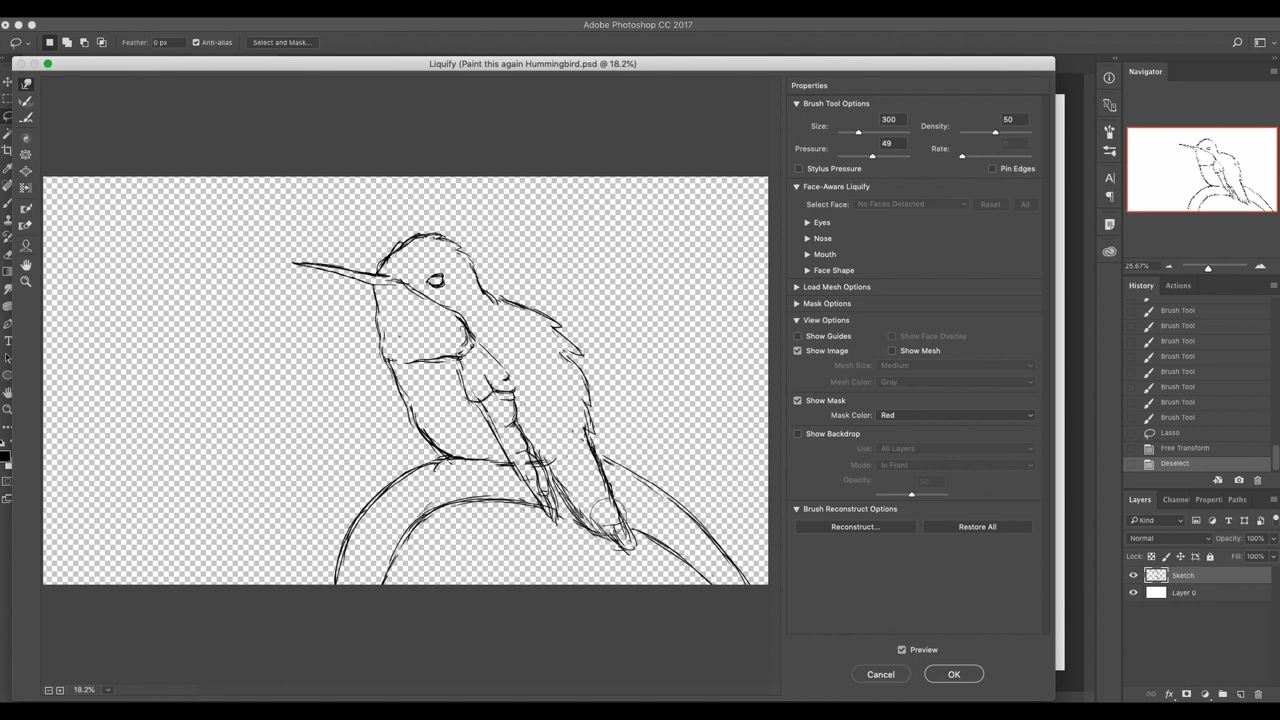 Adobe Photoshop CC 2017
Feather: 0 px Anti-alias Select and Mask...
Liquify (Paint this again Hummingbird.psd @ 18.2%)
Properties
Brush Tool Options
Size: 300 Density: 50
Pressure: 49 Rate:
Stylus Pressure Pin Edges
Face-Aware Liquify
Select Face: No Faces Detected Reset All
Eyes
Nose
Mouth
Face Shape
Load Mesh Options
Mask Options
View Options
Show Guides Show Face Overlay
Show Image Show Mesh
Mesh Size: Medium
Mesh Color: Gray
Show Mask
Mask Color: Red
Show Backdrop
Use: All Layers
Mode: In Front
Opacity: 50
Brush Reconstruct Options
Reconstruct... Restore All
Preview
Cancel OK
18.2%
Navigator
25.67%
History Actions
Brush Tool
Brush Tool
Brush Tool
Brush Tool
Brush Tool
Brush Tool
Brush Tool
Brush Tool
Lasso
Free Transform
Deselect
Layers Channel Properti Paths
Kind
Normal Opacity: 100%
Lock: Fill: 100%
Sketch
Layer 0